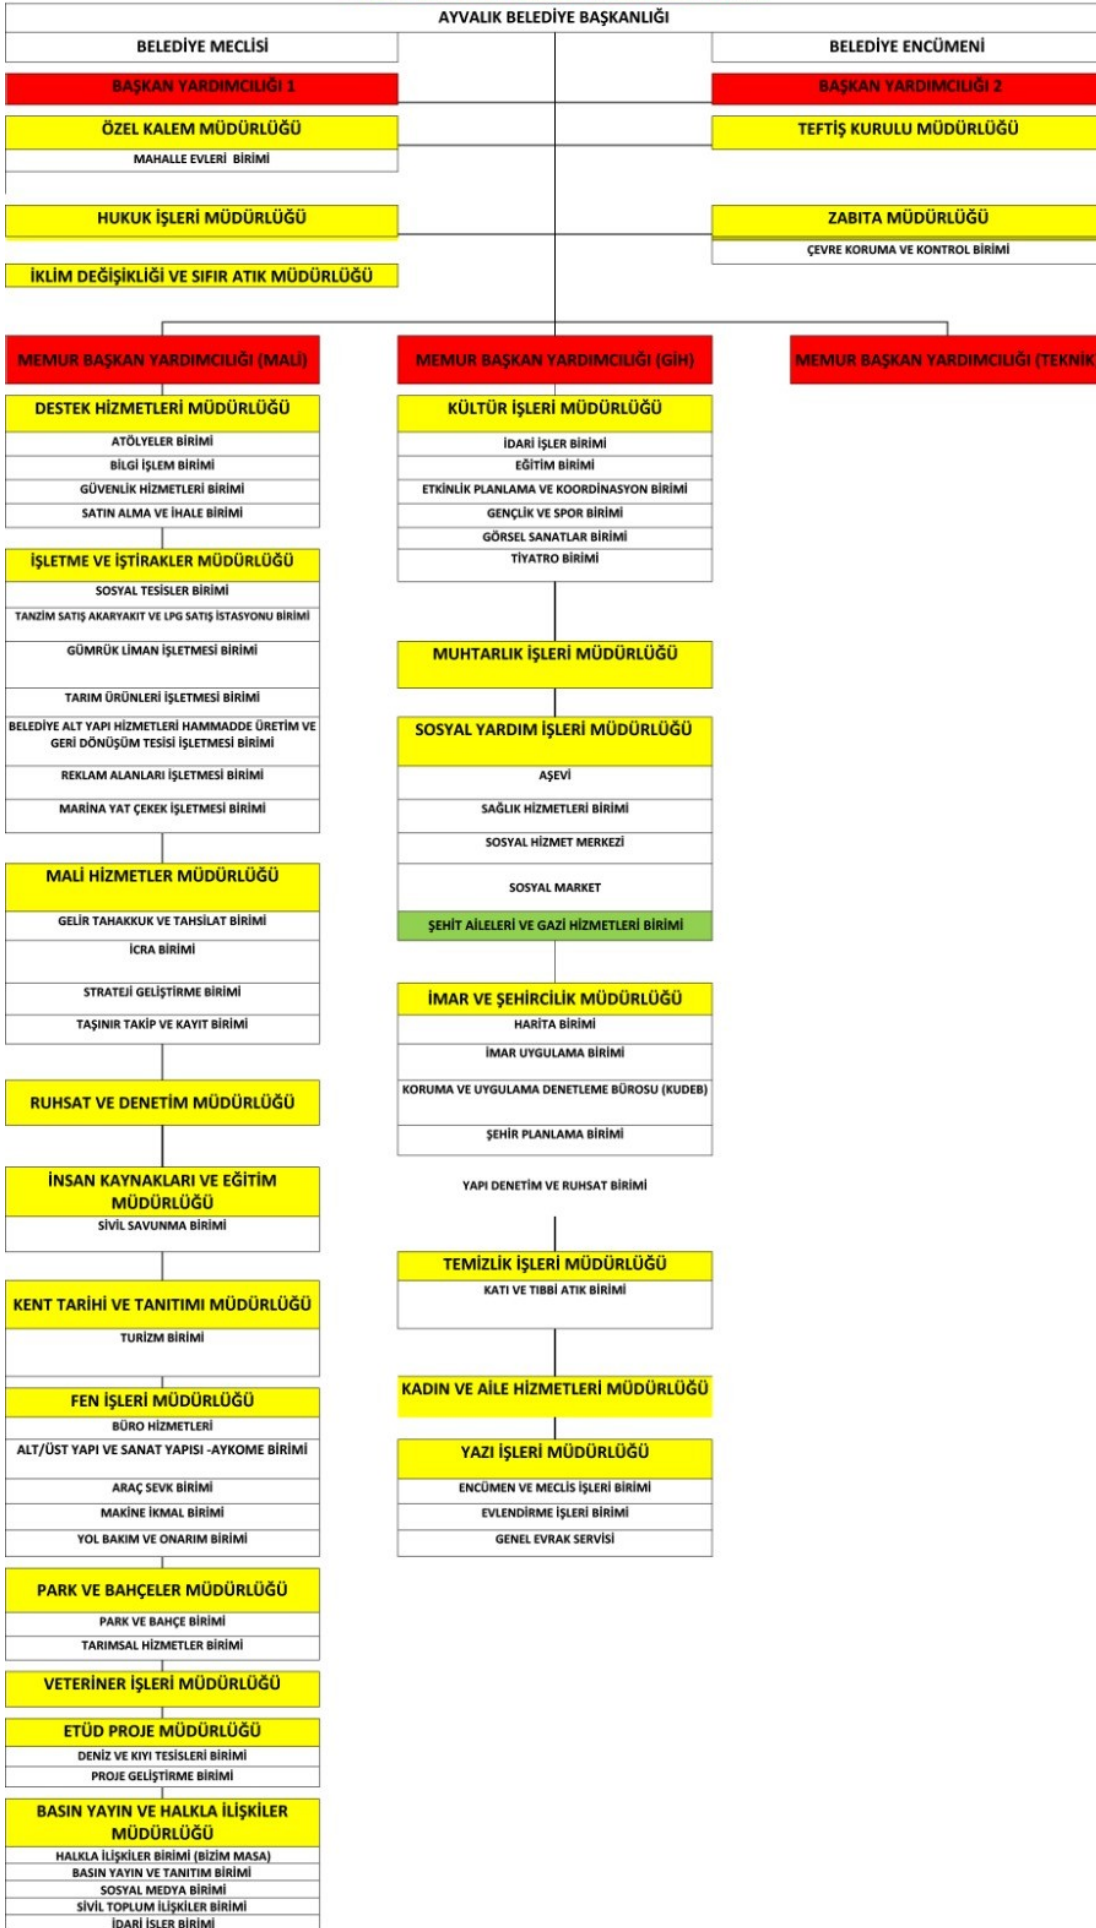 AYVALIK BELEDİYE BAŞKANLIĞI
BELEDİYE MECLİSİ
BELEDİYE ENCÜMENİ
BAŞKAN YARDIMCILIĞI 1
BAŞKAN YARDIMCILIĞI 2
ÖZEL KALEM MÜDÜRLÜĞÜ
TEFTİŞ KURULU MÜDÜRLÜĞÜ
MAHALLE EVLERİ BİRİMİ
HUKUK İŞLERİ MÜDÜRLÜĞÜ
ZABITA MÜDÜRLÜĞÜ
ÇEVRE KORUMA VE KONTROL BİRİMİ
İKLİM DEĞİŞİKLİĞİ VE SIFIR ATIK MÜDÜRLÜĞÜ
MEMUR BAŞKAN YARDIMCILIĞI (MALİ)
MEMUR BAŞKAN YARDIMCILIĞI (GİH)
MEMUR BAŞKAN YARDIMCILIĞI (TEKNİK)
DESTEK HİZMETLERİ MÜDÜRLÜĞÜ
ATÖLYELER BİRİMİ
BİLGİ İŞLEM BİRİMİ
GÜVENLİK HİZMETLERİ BİRİMİ
SATIN ALMA VE İHALE BİRİMİ
İŞLETME VE İŞTİRAKLER MÜDÜRLÜĞÜ
SOSYAL TESİSLER BİRİMİ
TANZİM SATIŞ AKARYAKIT VE LPG SATIŞ İSTASYONU BİRİMİ
GÜMRÜK LİMAN İŞLETMESİ BİRİMİ
TARIM ÜRÜNLERİ İŞLETMESİ BİRİMİ
BELEDİYE ALT YAPI HİZMETLERİ HAMMADDE ÜRETİM VE
GERİ DÖNÜŞÜM TESİSİ İŞLETMESİ BİRİMİ
REKLAM ALANLARI İŞLETMESİ BİRİMİ
MARİNA YAT ÇEKEK İŞLETMESİ BİRİMİ
MALİ HİZMETLER MÜDÜRLÜĞÜ
GELİR TAHAKKUK VE TAHSİLAT BİRİMİ
İCRA BİRİMİ
STRATEJİ GELİŞTİRME BİRİMİ
TAŞINIR TAKİP VE KAYIT BİRİMİ
RUHSAT VE DENETİM MÜDÜRLÜĞÜ
İNSAN KAYNAKLARI VE EĞİTİM
MÜDÜRLÜĞÜ
SİVİL SAVUNMA BİRİMİ
KENT TARİHİ VE TANITIMI MÜDÜRLÜĞÜ
TURİZM BİRİMİ
FEN İŞLERİ MÜDÜRLÜĞÜ
BÜRO HİZMETLERİ
ALT/ÜST YAPI VE SANAT YAPISI -AYKOME BİRİMİ
ARAÇ SEVK BİRİMİ
MAKİNE İKMAL BİRİMİ
YOL BAKIM VE ONARIM BİRİMİ
PARK VE BAHÇELER MÜDÜRLÜĞÜ
PARK VE BAHÇE BİRİMİ
TARIMSAL HİZMETLER BİRİMİ
VETERİNER İŞLERİ MÜDÜRLÜĞÜ
ETÜD PROJE MÜDÜRLÜĞÜ
DENİZ VE KIYI TESİSLERİ BİRİMİ
PROJE GELİŞTİRME BİRİMİ
BASIN YAYIN VE HALKLA İLİŞKİLER
MÜDÜRLÜĞÜ
HALKLA İLİŞKİLER BİRİMİ (BİZİM MASA)
BASIN YAYIN VE TANITIM BİRİMİ
SOSYAL MEDYA BİRİMİ
SİVİL TOPLUM İLİŞKİLER BİRİMİ
İDARİ İŞLER BİRİMİ
KÜLTÜR İŞLERİ MÜDÜRLÜĞÜ
İDARİ İŞLER BİRİMİ
EĞİTİM BİRİMİ
ETKİNLİK PLANLAMA VE KOORDİNASYON BİRİMİ
GENÇLİK VE SPOR BİRİMİ
GÖRSEL SANATLAR BİRİMİ
TİYATRO BİRİMİ
MUHTARLIK İŞLERİ MÜDÜRLÜĞÜ
SOSYAL YARDIM İŞLERİ MÜDÜRLÜĞÜ
AŞEVİ
SAĞLIK HİZMETLERİ BİRİMİ
SOSYAL HİZMET MERKEZİ
SOSYAL MARKET
ŞEHİT AİLELERİ VE GAZİ HİZMETLERİ BİRİMİ
İMAR VE ŞEHİRCİLİK MÜDÜRLÜĞÜ
HARİTA BİRİMİ
İMAR UYGULAMA BİRİMİ
KORUMA VE UYGULAMA DENETLEME BÜROSU (KUDEB)
ŞEHİR PLANLAMA BİRİMİ
YAPI DENETİM VE RUHSAT BİRİMİ
TEMİZLİK İŞLERİ MÜDÜRLÜĞÜ
KATI VE TIBBİ ATIK BİRİMİ
KADIN VE AİLE HİZMETLERİ MÜDÜRLÜĞÜ
YAZI İŞLERİ MÜDÜRLÜĞÜ
ENCÜMEN VE MECLİS İŞLERİ BİRİMİ
EVLENDİRME İŞLERİ BİRİMİ
GENEL EVRAK SERVİSİ